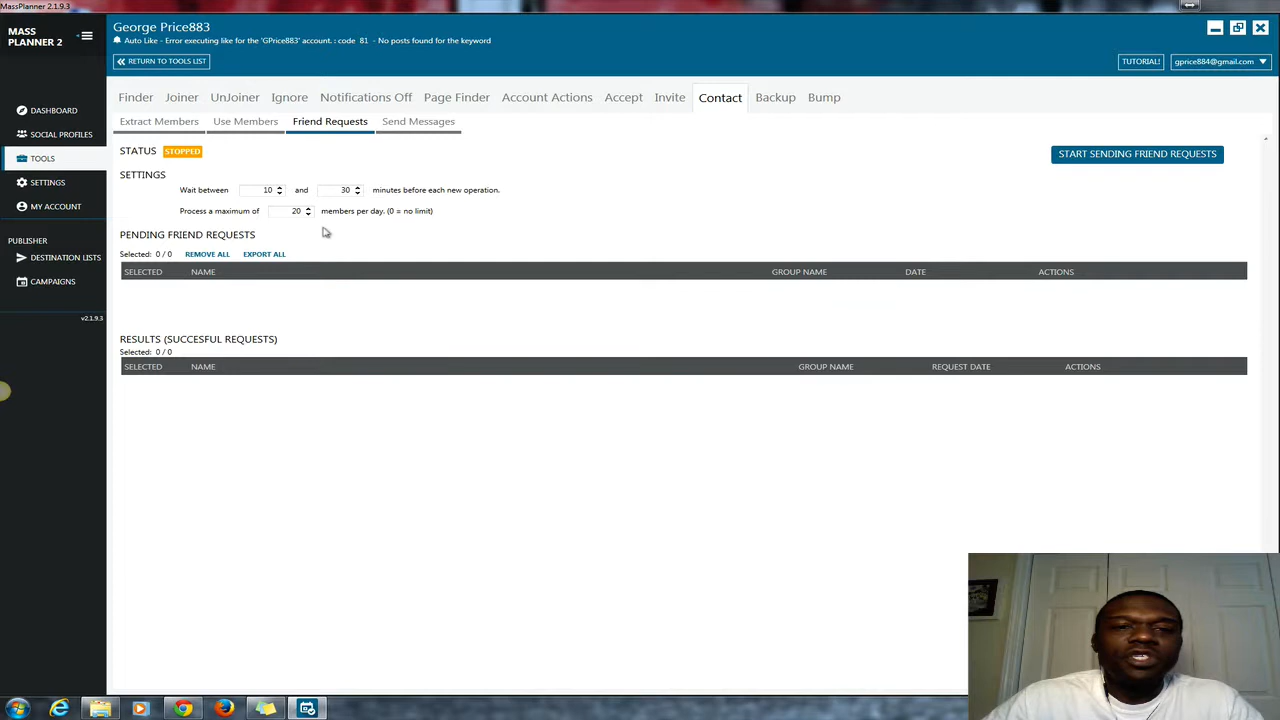 MassPlanner 2.1.9.3
MASS
PLANNER 2
George Price883
Auto Like - Error executing like for the 'GPrice883' account. : code 81 - No posts found for the keyword
RETURN TO TOOLS LIST
TUTORIAL!
gprice884@gmail.com
Finder Joiner UnJoiner Ignore Notifications Off Page Finder Account Actions Accept Invite Contact Backup Bump
Extract Members Use Members Friend Requests Send Messages
DASHBOARD
SOCIAL PROFILES
TOOLS
SETTINGS
MY ACCOUNT
PUBLISHER
DESTINATION LISTS
CAMPAIGNS
v2.1.9.3
STATUS STOPPED
START SENDING FRIEND REQUESTS
SETTINGS
Wait between 10 and 30 minutes before each new operation.
Process a maximum of 20 members per day. (0 = no limit)
PENDING FRIEND REQUESTS
Selected: 0 / 0 REMOVE ALL EXPORT ALL
SELECTED NAME GROUP NAME DATE ACTIONS
RESULTS (SUCCESFUL REQUESTS)
Selected: 0 / 0
SELECTED NAME GROUP NAME REQUEST DATE ACTIONS